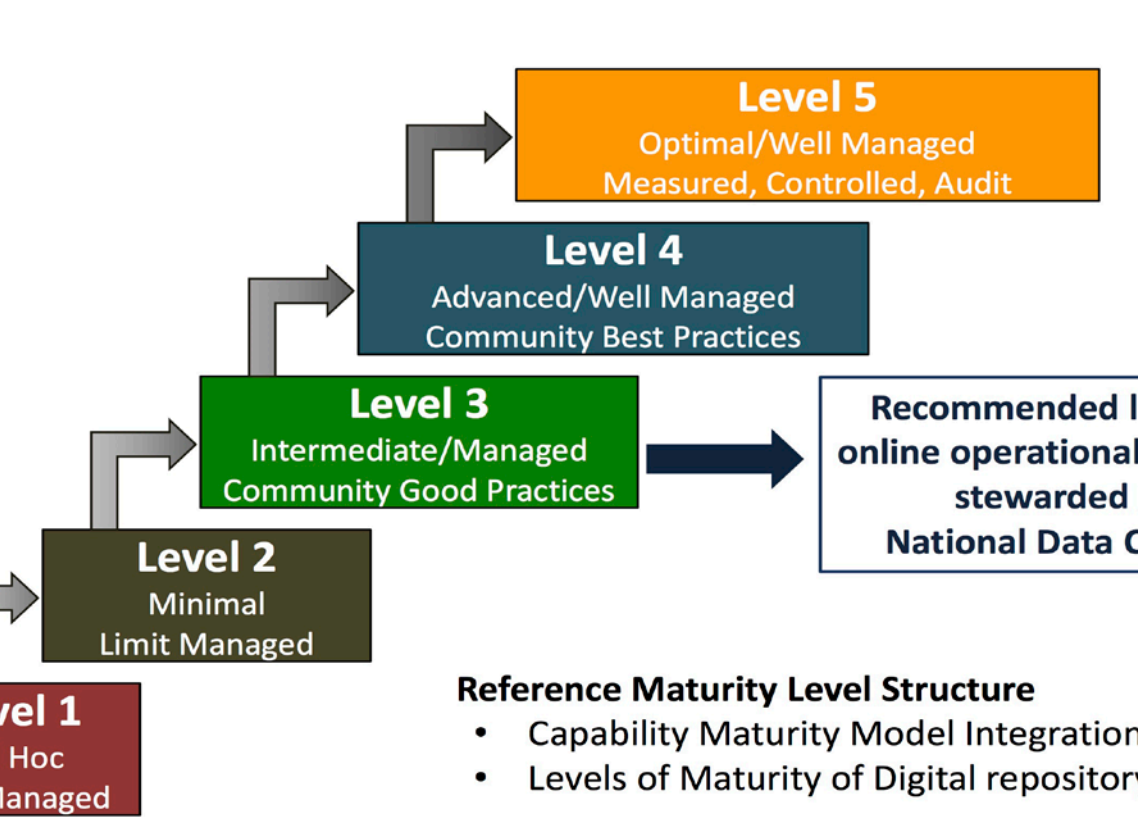 Level 5
Optimal/Well Managed
Measured, Controlled, Audit
Level 4
Advanced/Well Managed
Community Best Practices
Level 3
Intermediate/Managed
Community Good Practices
Recommended
online operational
stewarded
National Data
Level 2
Minimal
Limit Managed
1
Hoc
Reference Maturity Level Structure
• Capability Maturity Model Integration
• Levels of Maturity of Digital repository